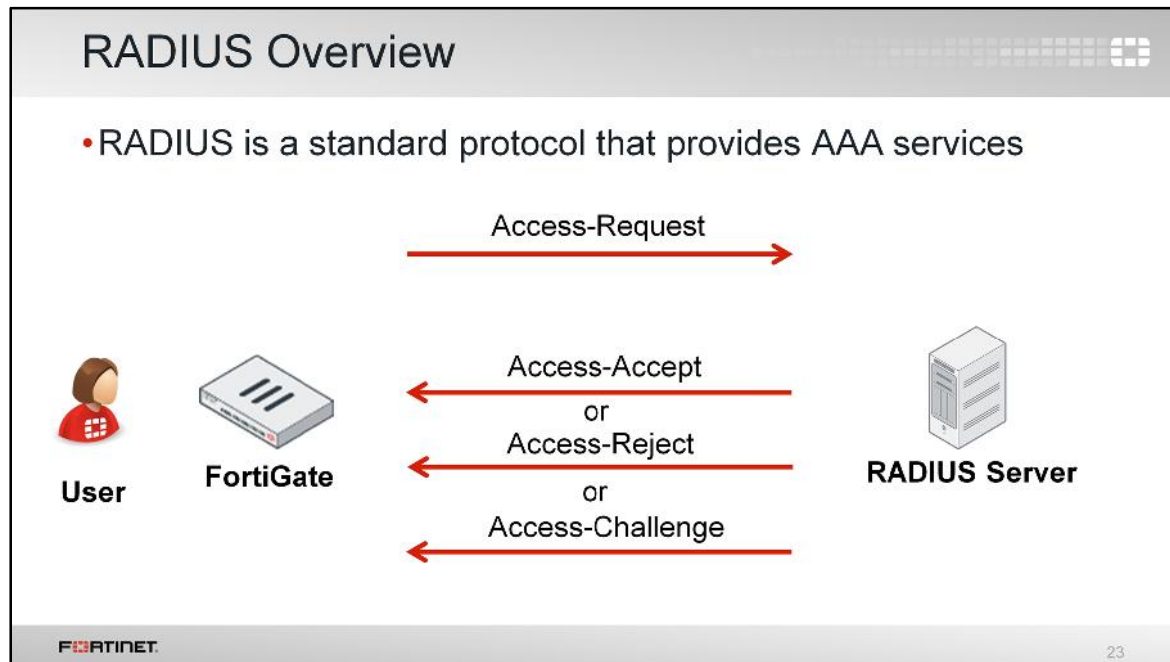 RADIUS Overview
•RADIUS is a standard protocol that provides AAA services
Access-Request
Access-Accept
or
Access-Reject
or
Access-Challenge
User
FortiGate
RADIUS Server
FORTINET
23